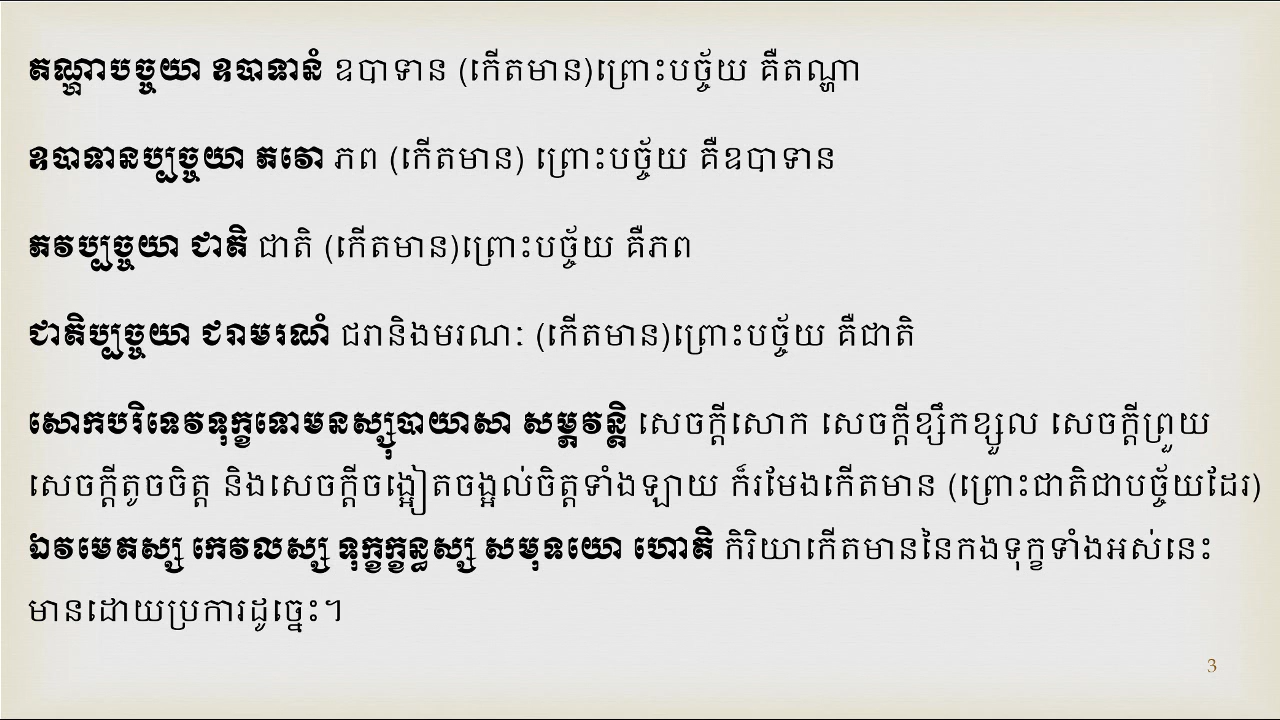 តណ្ហាបច្ចយា ឧបាទានំ ឧបាទាន (កើតមាន)ព្រោះបច្ច័យ គឺតណ្ហា
ឧបាទានប្បច្ចយា ភវោ ភព (កើតមាន) ព្រោះបច្ច័យ គឺឧបាទាន
ភវប្បច្ចយា ជាតិ ជាតិ (កើតមាន)ព្រោះបច្ច័យ គឺភព
ជាតិប្បច្ចយា ជរាមរណំ ជរានិងមរណៈ (កើតមាន)ព្រោះបច្ច័យ គឺជាតិ
សោកបរិទេវទុក្ខទោមនស្សុបាយាសា សម្ភវន្តិ សេចក្តីសោក សេចក្តីខ្សឹកខ្សួល សេចក្តីព្រួយ
សេចក្តីតូចចិត្ត និងសេចក្តីចង្អៀតចង្អល់ចិត្តទាំងឡាយ ក៏រមែងកើតមាន (ព្រោះជាតិជាបច្ច័យដែរ)
ឯវមេតស្ស កេវលស្ស ទុក្ខក្ខន្ធស្ស សមុទយោ ហោតិ កិរិយាកើតមាននៃកងទុក្ខទាំងអស់នេះ
មានដោយប្រការដូច្នេះ។
3